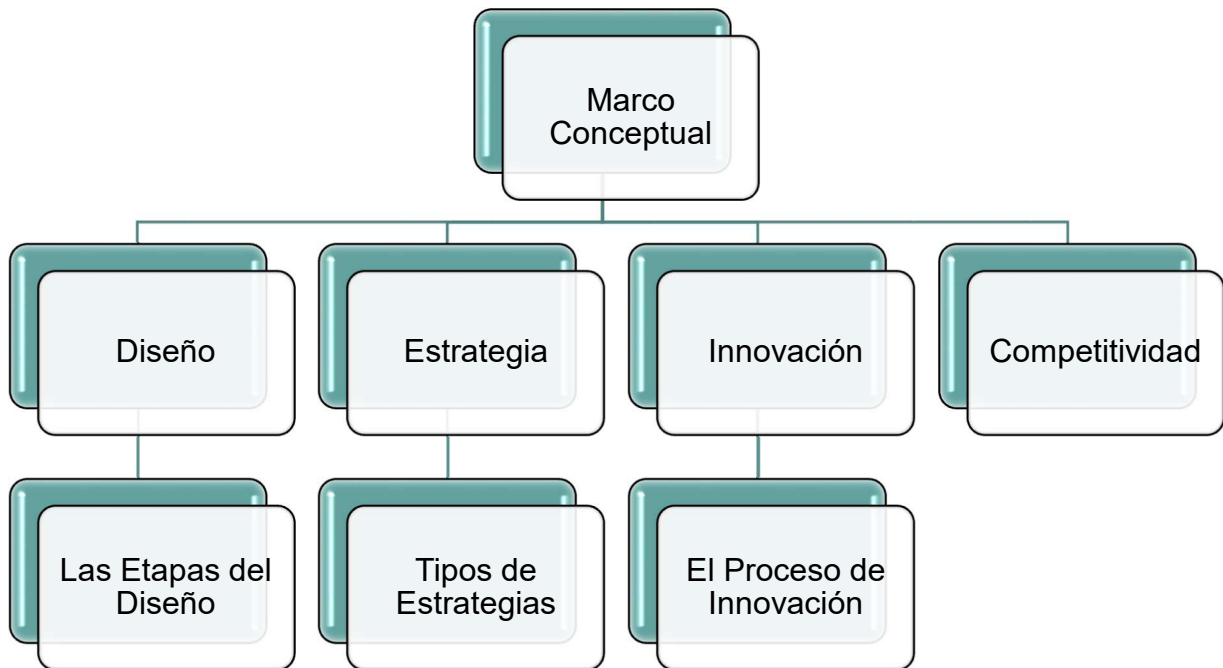 Marco
Conceptual
Diseño
Estrategia
Innovación
Competitividad
Las Etapas del
Diseño
Tipos de
Estrategias
El Proceso de
Innovación